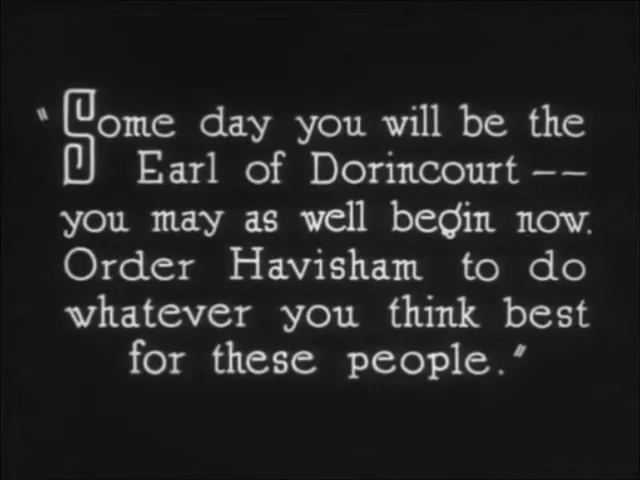 "Some day you will be the
Earl of Dorincourt --
you may as well begin now.
Order Havisham to do
whatever you think best
for these people."